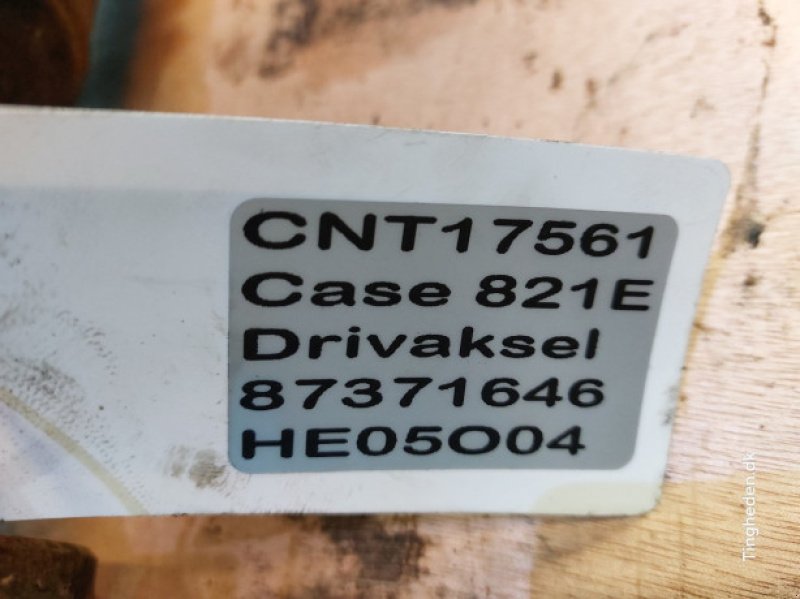 CNT17561
Case 821E
Drivaksel
87371646
HE05O04
Tingheden.dk